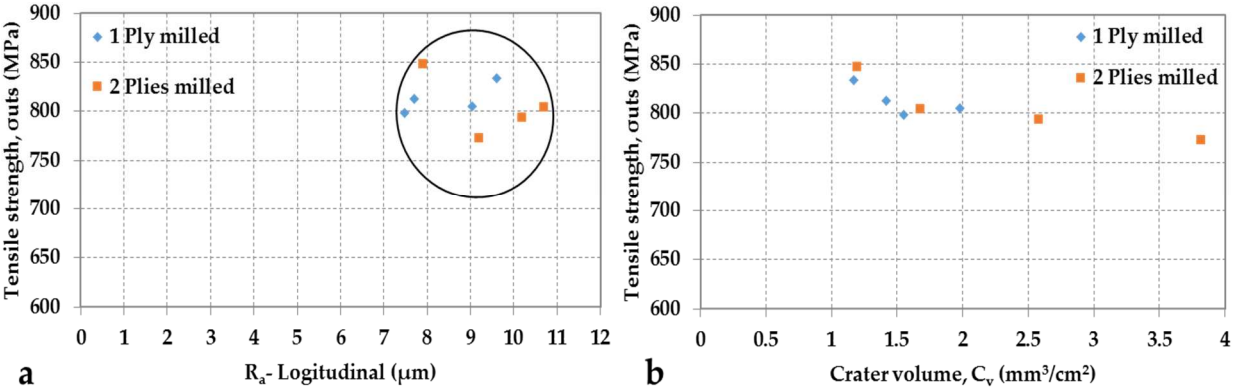 900
850
800
750
700
650
600
Tensile strength, σuts (MPa)
1 Ply milled
2 Plies milled
0 1 2 3 4 5 6 7 8 9 10 11 12
a
Ra- Logitudinal (μm)
900
850
800
750
700
650
600
Tensile strength, σuts (MPa)
1 Ply milled
2 Plies milled
0 0.5 1 1.5 2 2.5 3 3.5 4
b
Crater volume, Cv (mm³/cm²)